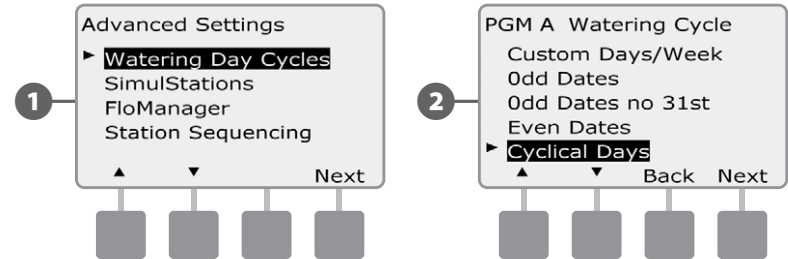 1
Advanced Settings
Watering Day Cycles
SimulStations
FloManager
Station Sequencing
Next
2
PGM A Watering Cycle
Custom Days/Week
0dd Dates
0dd Dates no 31st
Even Dates
Cyclical Days
Back Next